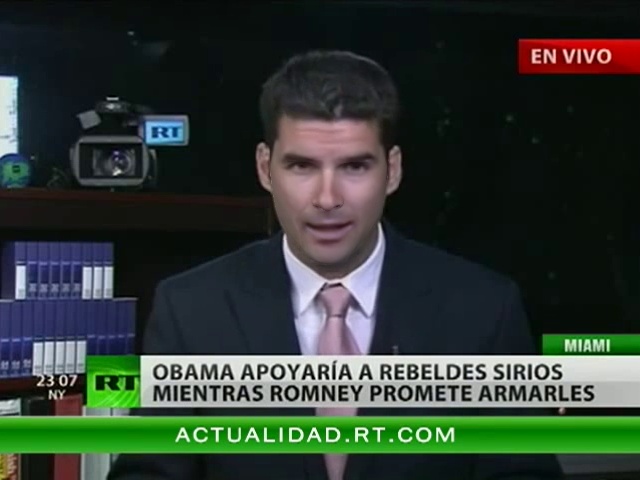 EN VIVO
RT
MIAMI
23 07
NY
RT
OBAMA APOYARÍA A REBELDES SIRIOS
MIENTRAS ROMNEY PROMETE ARMARLES
ACTUALIDAD.RT.COM